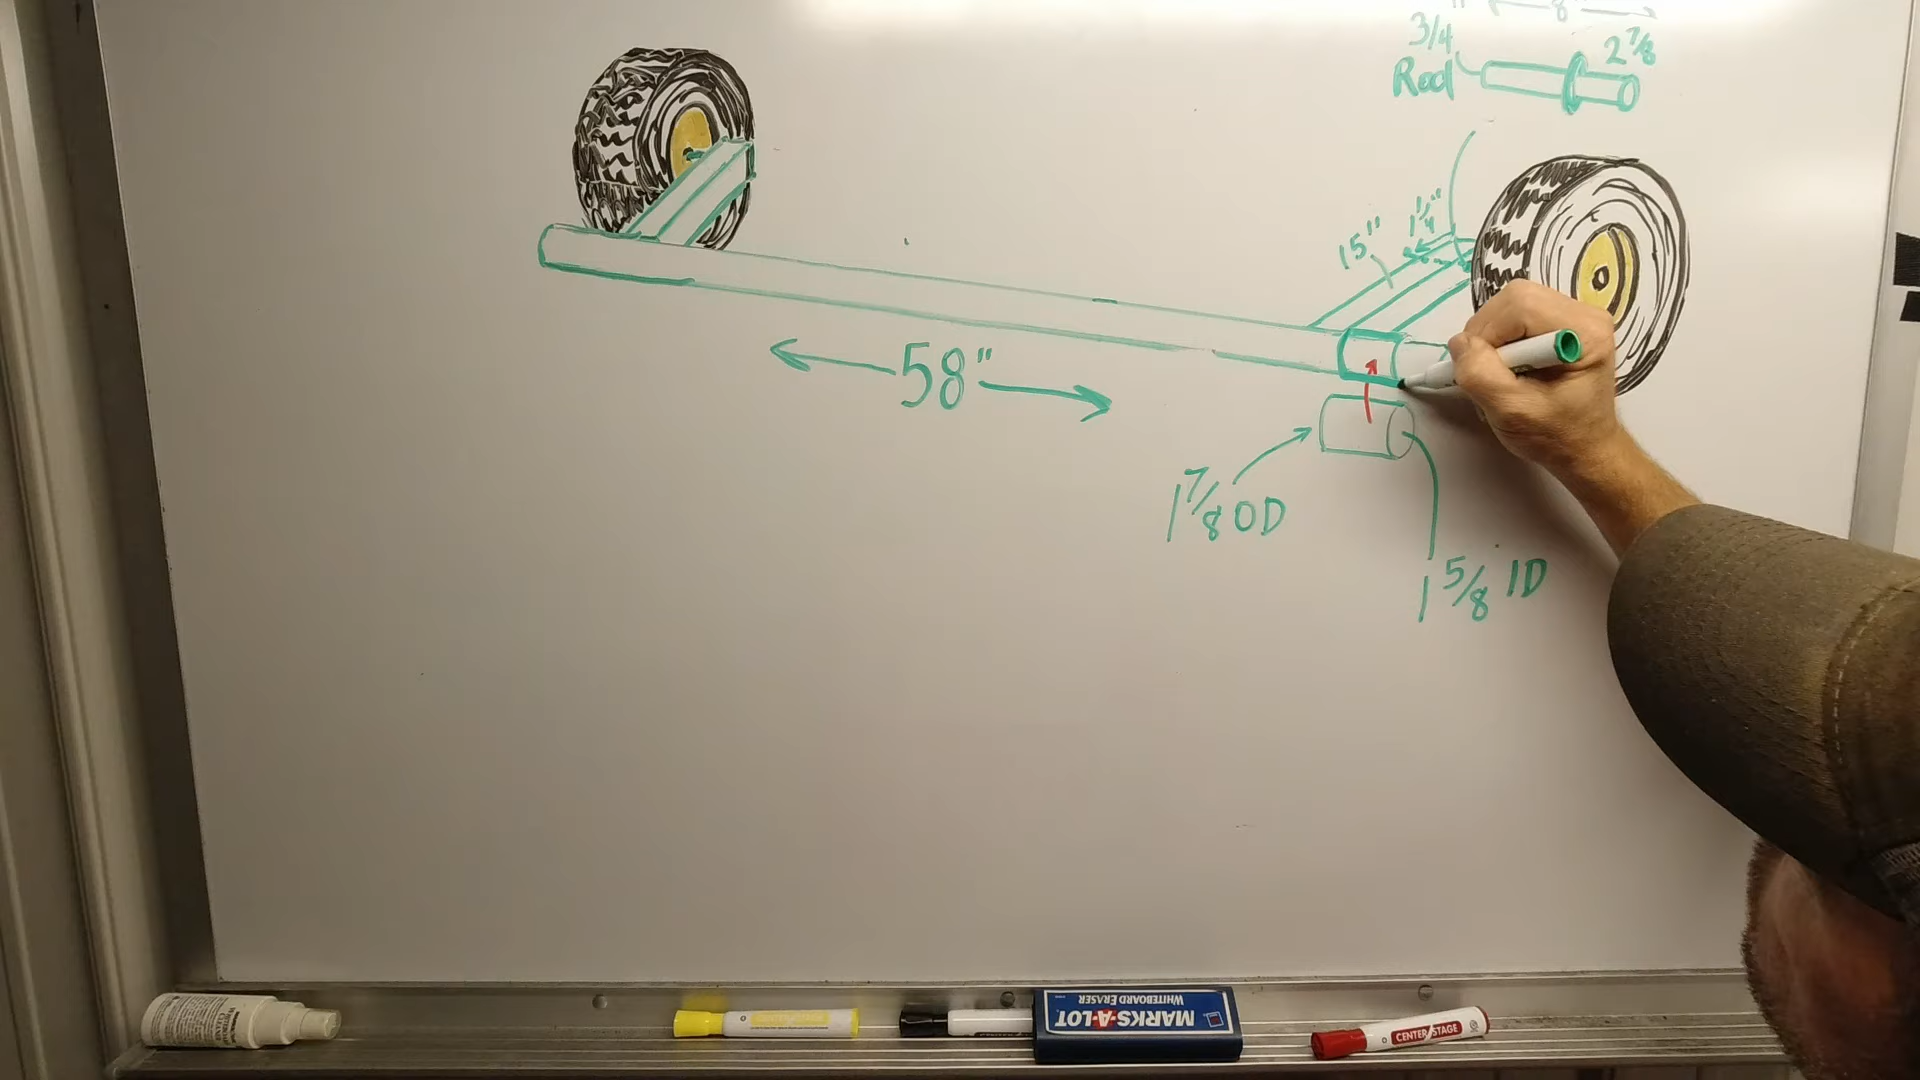 8
3/4"
Rod
2 7/8
1 1/4"
15"
58"
1 7/8 OD
1 5/8 ID
MARKS-A-LOT
WHITEBOARD ERASER
CENTER STAGE